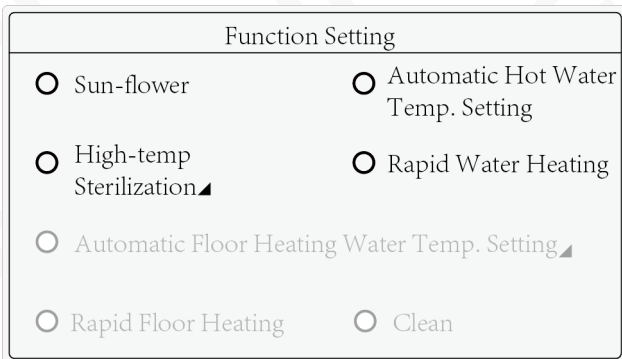 Function Setting
Sun-flower
Automatic Hot Water
Temp. Setting
High-temp
Sterilization
Rapid Water Heating
Automatic Floor Heating Water Temp. Setting
Rapid Floor Heating
Clean